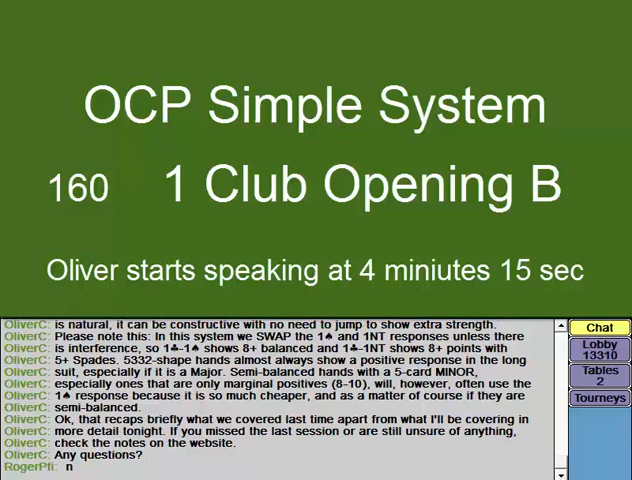 OCP Simple System
160 1 Club Opening B
Oliver starts speaking at 4 miniutes 15 sec
OliverC: is natural, it can be constructive with no need to jump to show extra strength.
OliverC: Please note this: In this system we SWAP the 1♠ and 1NT responses unless there
OliverC: is interference, so 1♣-1♠ shows 8+ balanced and 1♣-1NT shows 8+ points with
OliverC: 5+ Spades. 5332-shape hands almost always show a positive response in the long
OliverC: suit, especially if it is a Major. Semi-balanced hands with a 5-card MINOR,
OliverC: especially ones that are only marginal positives (8-10), will, however, often use the
OliverC: 1♠ response because it is so much cheaper, and as a matter of course if they are
OliverC: semi-balanced.
OliverC: Ok, that recaps briefly what we covered last time apart from what I'll be covering in
OliverC: more detail tonight. If you missed the last session or are still unsure of anything,
OliverC: check the notes on the website.
OliverC: Any questions?
RogerPfi: n
Chat
Lobby
13310
Tables
2
Tourneys